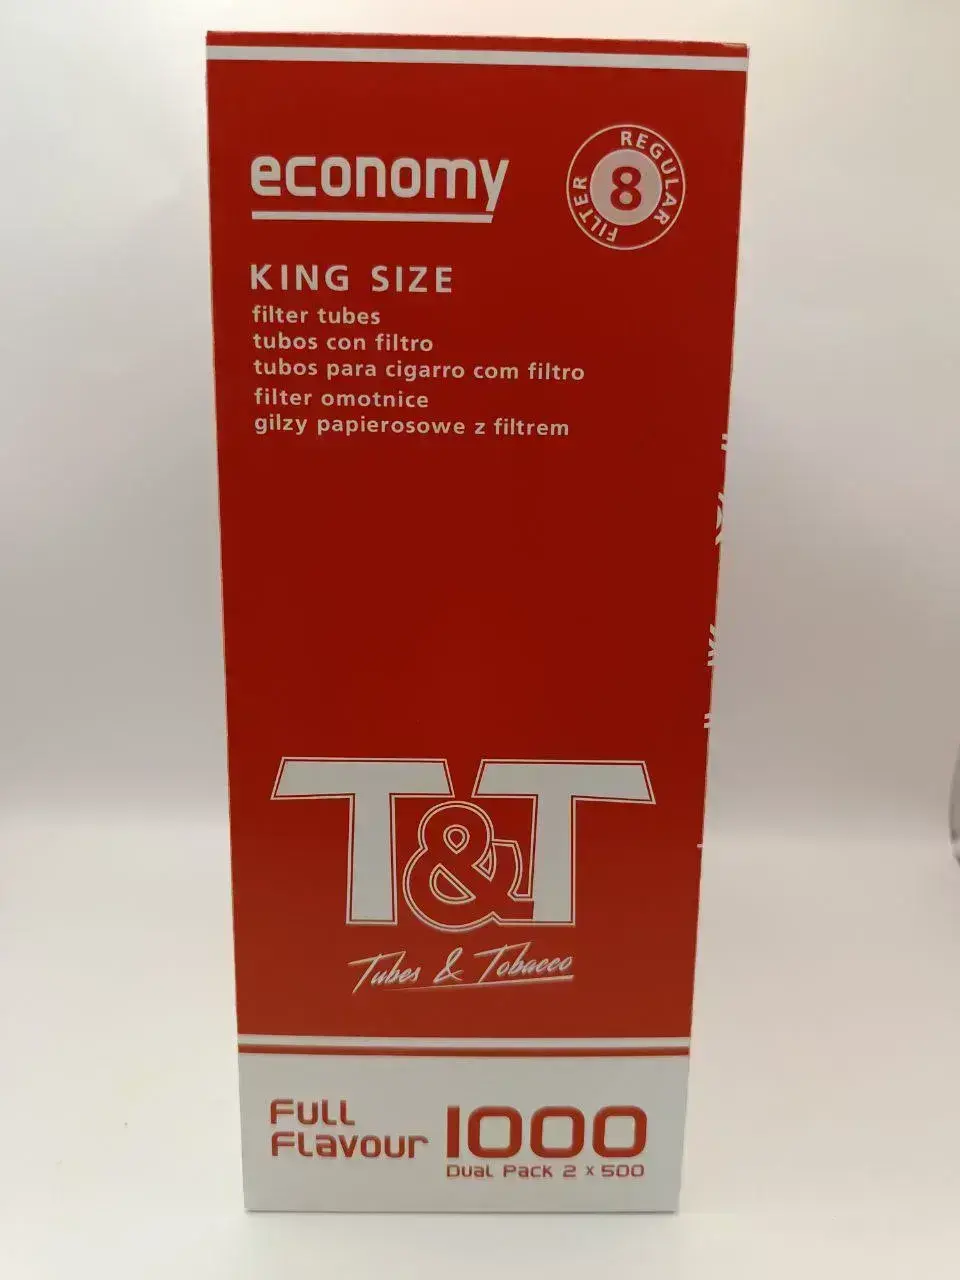 economy
REGULAR
8
FILTER
KING SIZE
filter tubes
tubos con filtro
tubos para cigarro com filtro
filter omotnice
gilzy papierosowe z filtrem
T&T
Tubes & Tobacco
Full
Flavour
1000
Dual Pack 2 x 500